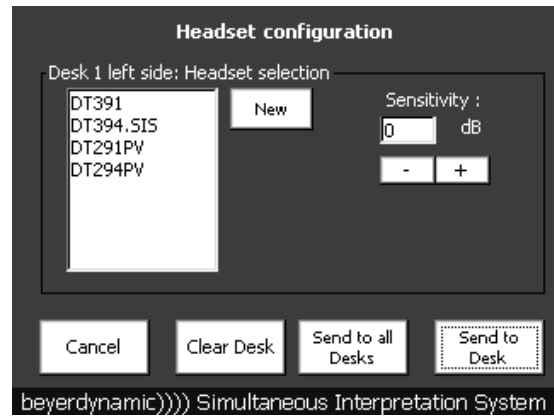 Headset configuration
Desk 1 left side: Headset selection
DT391
DT394.SIS
DT291PV
DT294PV
New
Sensitivity :
0 dB
- +
Cancel
Clear Desk
Send to all
Desks
Send to
Desk
beyerdynamic)))) Simultaneous Interpretation System